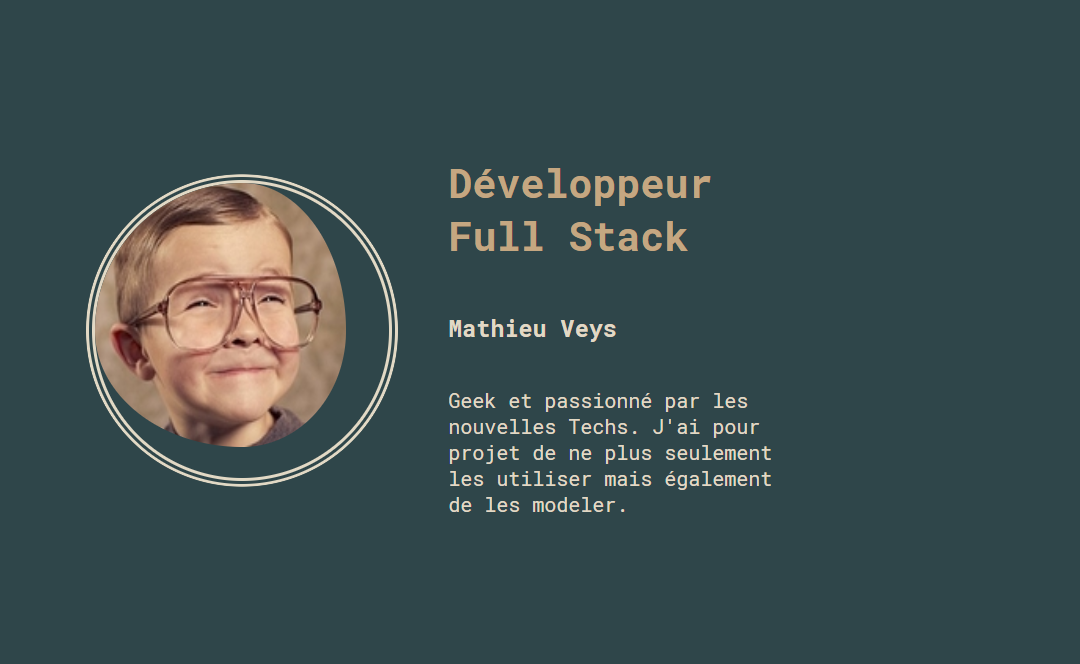 Développeur
Full Stack
Mathieu Veys
Geek et passionné par les
nouvelles Techs. J'ai pour
projet de ne plus seulement
les utiliser mais également
de les modeler.